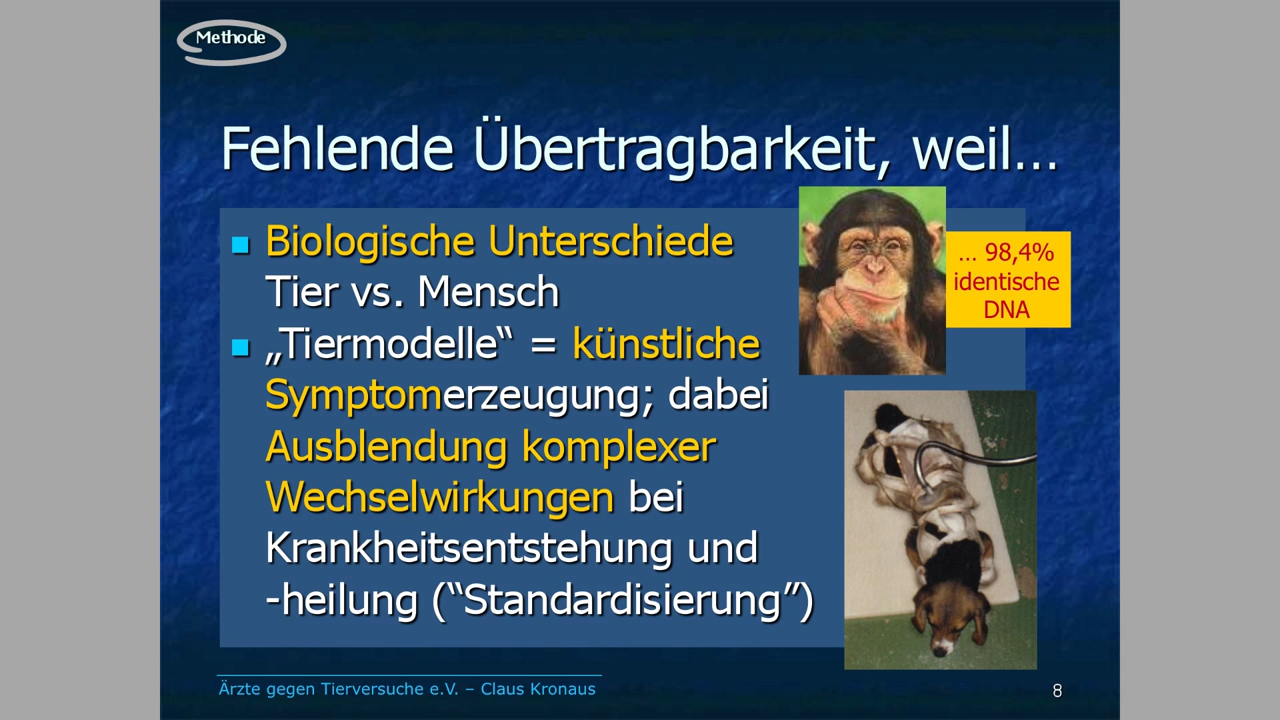 Methode
Fehlende Übertragbarkeit, weil…
Biologische Unterschiede
Tier vs. Mensch
„Tiermodelle“ = künstliche
Symptomerzeugung; dabei
Ausblendung komplexer
Wechselwirkungen bei
Krankheitsentstehung und
-heilung (“Standardisierung”)
… 98,4%
identische
DNA
Ärzte gegen Tierversuche e.V. – Claus Kronaus
8